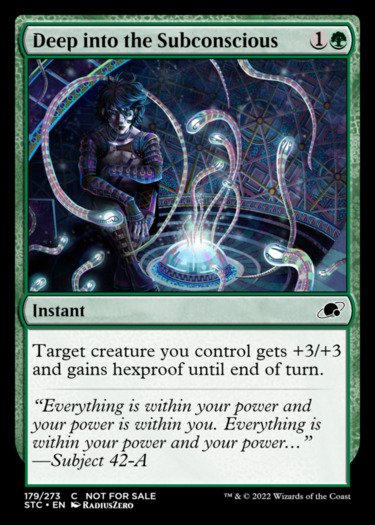 Deep into the Subconscious 1
Instant
Target creature you control gets +3/+3
and gains hexproof until end of turn.
“Everything is within your power and
your power is within you. Everything is
within your power and your power…”
—Subject 42-A
179/273 C NOT FOR SALE
STC • EN RadiusZero
™ & © 2022 Wizards of the Coast